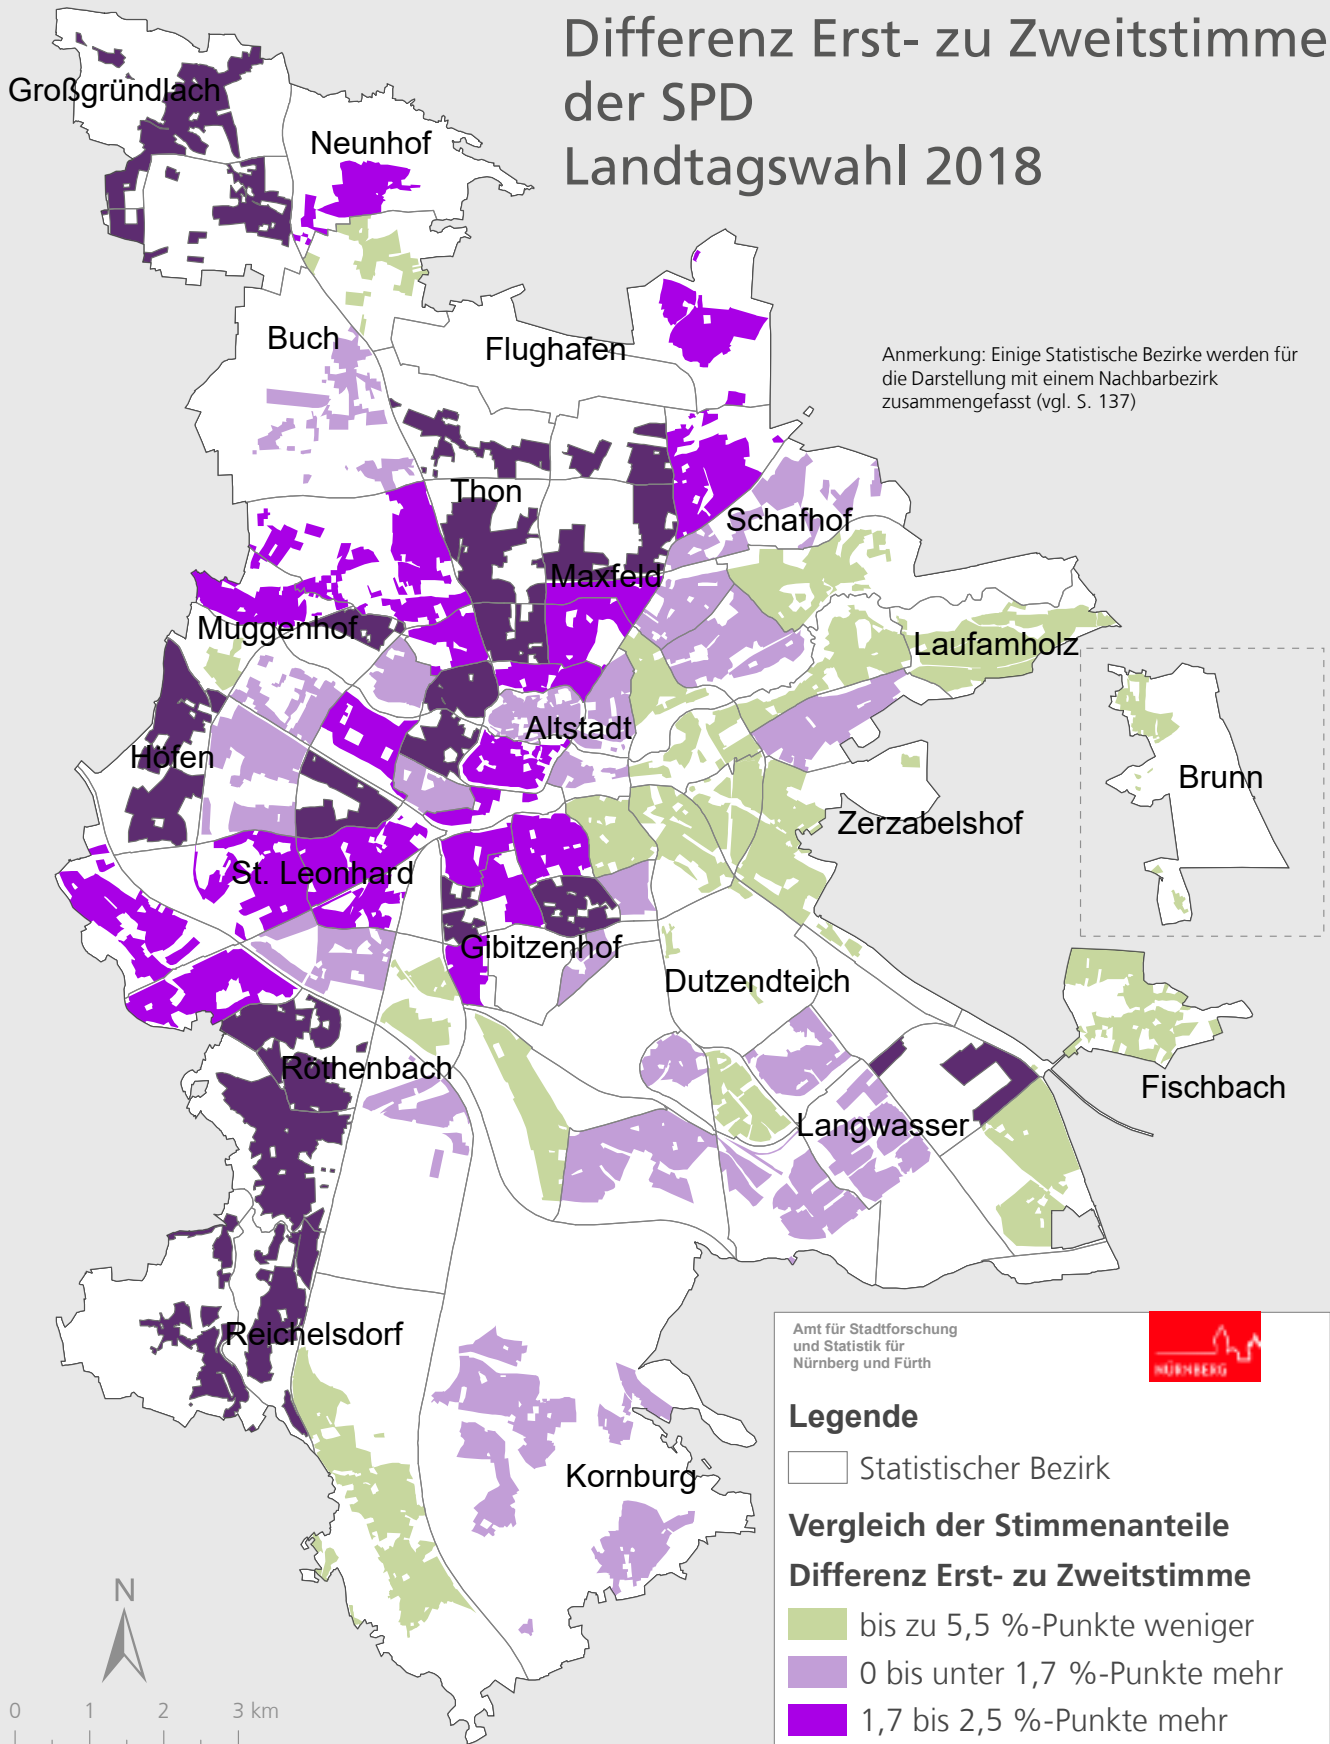 Differenz Erst- zu Zweitstimme
der SPD
Landtagswahl 2018
Großgründlach
Neunhof
Buch
Flughafen
Anmerkung: Einige Statistische Bezirke werden für
die Darstellung mit einem Nachbarbezirk
zusammengefasst (vgl. S. 137)
Thon
Schafhof
Maxfeld
Muggenhof
Laufamholz
Altstadt
Höfen
Brunn
Zerzabelshof
St. Leonhard
Gibitzenhof
Dutzendteich
Röthenbach
Fischbach
Langwasser
Reichelsdorf
Kornburg
Amt für Stadtforschung
und Statistik für
Nürnberg und Fürth
NÜRNBERG
Legende
Statistischer Bezirk
Vergleich der Stimmenanteile
Differenz Erst- zu Zweitstimme
bis zu 5,5 %-Punkte weniger
0 bis unter 1,7 %-Punkte mehr
1,7 bis 2,5 %-Punkte mehr
N
0 1 2 3 km